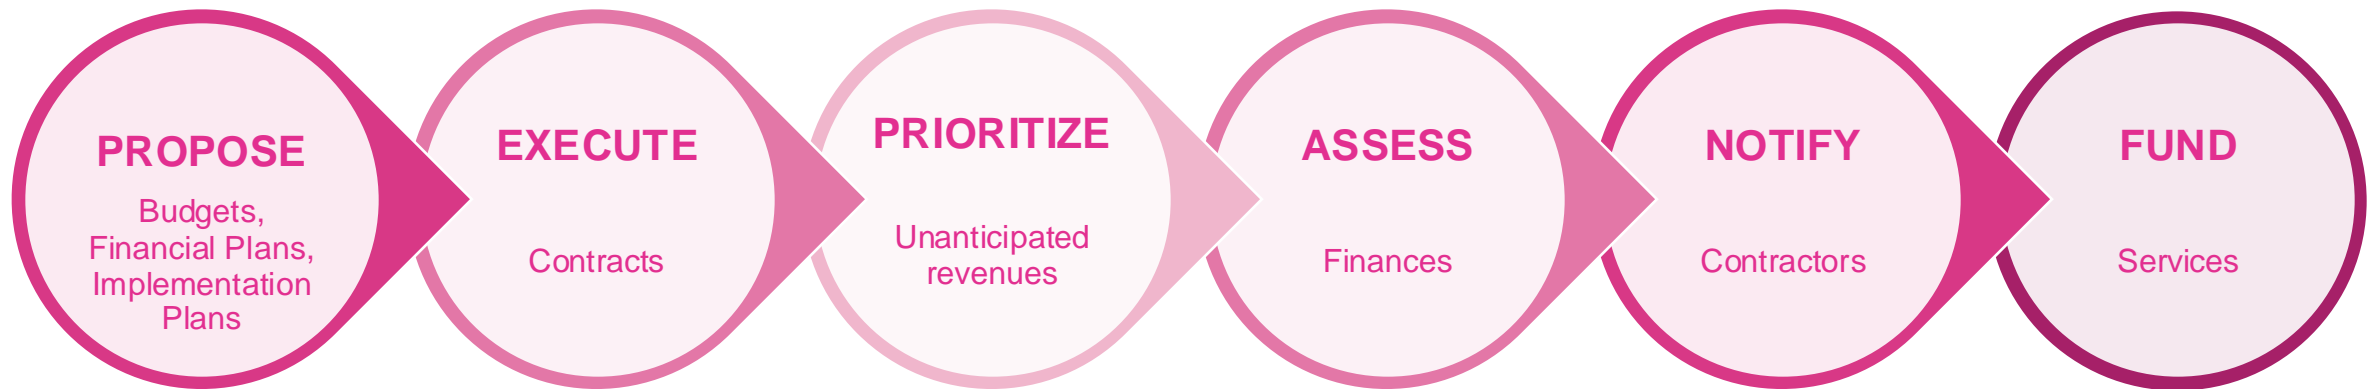 PROPOSE
Budgets,
Financial Plans,
Implementation
Plans
EXECUTE
Contracts
PRIORITIZE
Unanticipated
revenues
ASSESS
Finances
NOTIFY
Contractors
FUND
Services